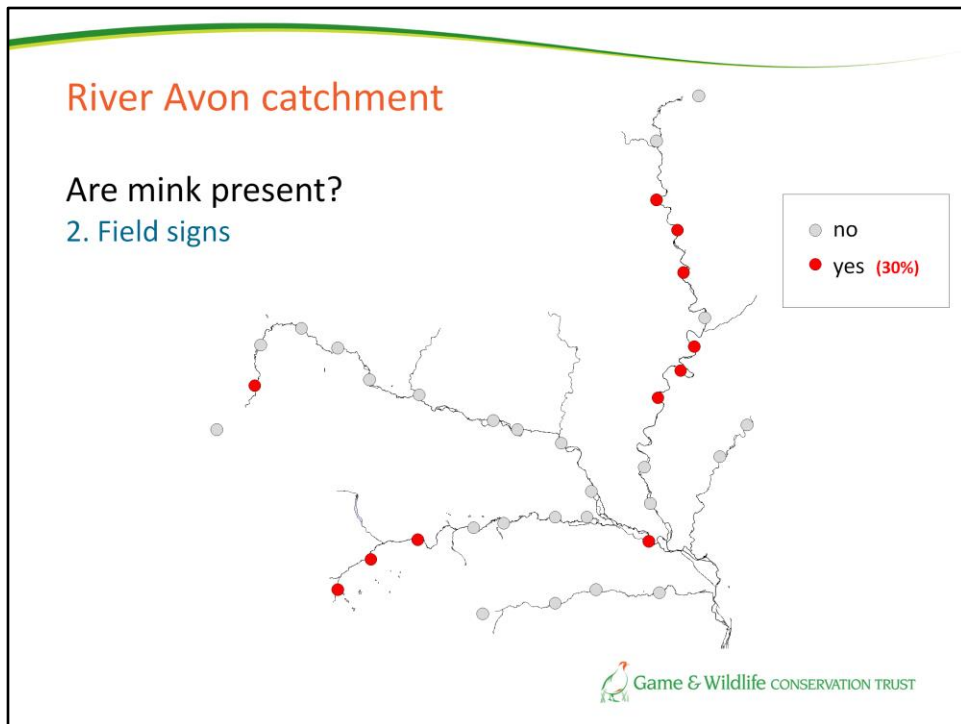 River Avon catchment
Are mink present?
2. Field signs
no
yes (30%)
Game & Wildlife CONSERVATION TRUST